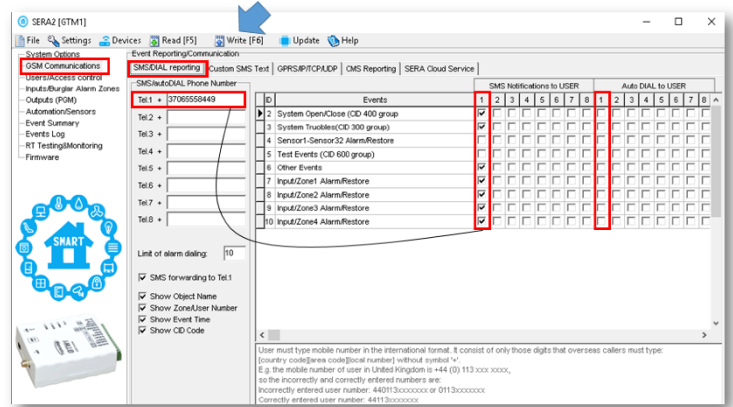 SERA2 [GTM1]
File Settings Devices Read [F5] Write [F6] Update Help
System Options
GSM Communications
Users/Access control
Inputs/Burglar Alarm Zones
Outputs (PGM)
Automation/Sensors
Event Summary
Events Log
RT Testing&Monitoring
Firmware
SMART
Event Reporting/Communication
SMS/DIAL reporting Custom SMS Text GPRS/IP/TCP/UDP CMS Reporting SERA Cloud Service
SMS/autoDIAL Phone Number
Tel.1 + 37065558449
Tel.2 +
Tel.3 +
Tel.4 +
Tel.5 +
Tel.6 +
Tel.7 +
Tel.8 +
Limit of alarm dialing: 10
SMS forwarding to Tel.1
Show Object Name
Show Zone/User Number
Show Event Time
Show CID Code
SMS Notifications to USER Auto DIAL to USER
ID Events 1 2 3 4 5 6 7 8 1 2 3 4 5 6 7 8
2 System Open/Close (CID 400 group
3 System Truobles(CID 300 group)
4 Sensor1-Sensor32 Alarm/Restore
5 Test Events (CID 600 group)
6 Other Events
7 Input/Zone1 Alarm/Restore
8 Input/Zone2 Alarm/Restore
9 Input/Zone3 Alarm/Restore
10 Input/Zone4 Alarm/Restore
User must type mobile number in the international format. It consist of only those digits that overseas callers must type:
[country code][area code][local number] without symbol '+'.
E.g. the mobile number of user in United Kingdom is +44 (0) 113 xxx xxxx,
so the incorrectly and correctly entered numbers are:
Incorrectly entered user number: 440113xxxxxxx or 0113xxxxxxx
Correctly entered user number: 44113xxxxxxx